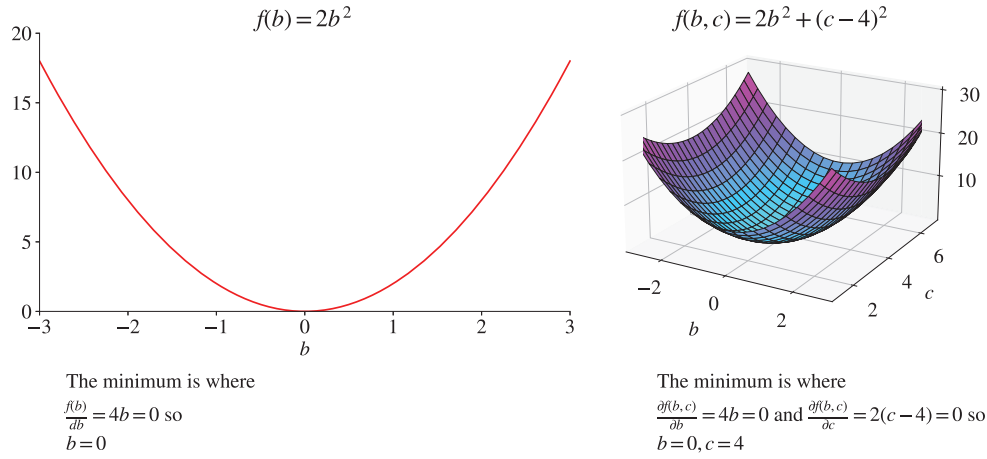 f(b) = 2b²
20
15
10
5
0
−3 −2 −1 0 1 2 3
b
The minimum is where
f(b)/db = 4b = 0 so
b = 0
f(b, c) = 2b² + (c − 4)²
30
20
10
−2 0 2
b
2 4 6
c
The minimum is where
∂f(b, c)/∂b = 4b = 0 and ∂f(b, c)/∂c = 2(c − 4) = 0 so
b = 0, c = 4